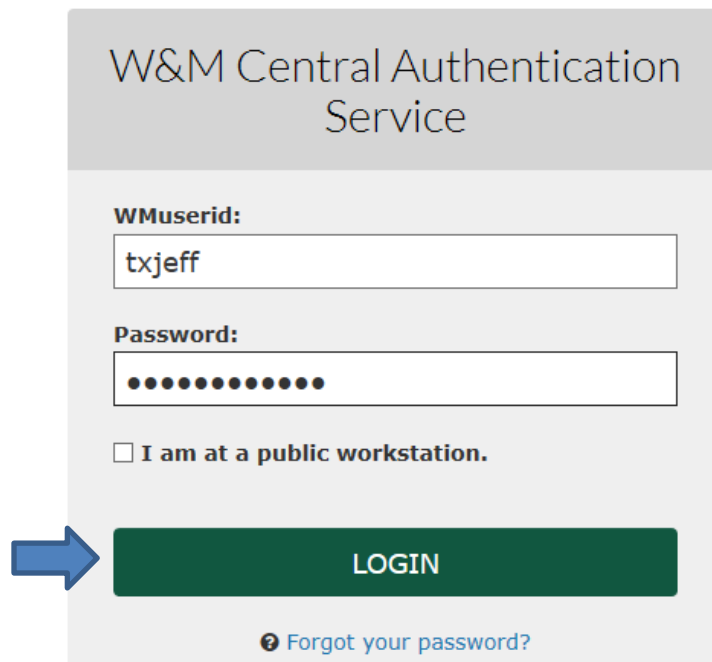 W&M Central Authentication
Service
WMuserid:
txjeff
Password:
●●●●●●●●●●●●
I am at a public workstation.
LOGIN
Forgot your password?